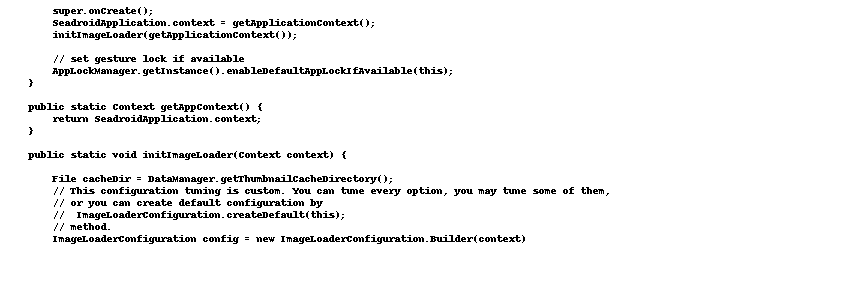 super.onCreate();
SeadroidApplication.context = getApplicationContext();
initImageLoader(getApplicationContext());
// set gesture lock if available
AppLockManager.getInstance().enableDefaultAppLockIfAvailable(this);
}
public static Context getAppContext() {
return SeadroidApplication.context;
}
public static void initImageLoader(Context context) {
File cacheDir = DataManager.getThumbnailCacheDirectory();
// This configuration tuning is custom. You can tune every option, you may tune some of them,
// or you can create default configuration by
//  ImageLoaderConfiguration.createDefault(this);
// method.
ImageLoaderConfiguration config = new ImageLoaderConfiguration.Builder(context)